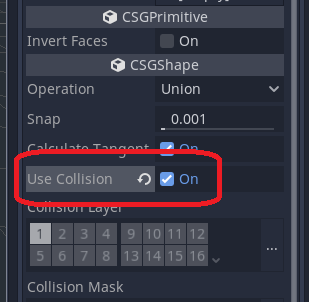 CSGPrimitive
Invert Faces On
CSGShape
Operation Union
Snap 0.001
Calculate Tangent On
Use Collision On
Collision Layer
1 2 3 4 9 10 11 12
5 6 7 8 13 14 15 16 ...
Collision Mask